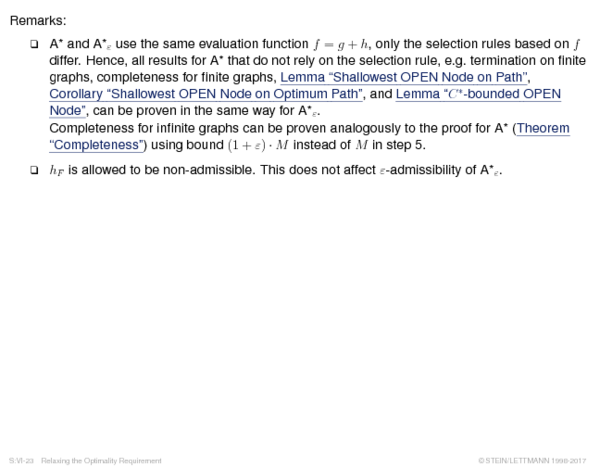 Remarks:
❑ A* and A*ε use the same evaluation function f = g + h, only the selection rules based on f
differ. Hence, all results for A* that do not rely on the selection rule, e.g. termination on finite
graphs, completeness for finite graphs, Lemma “Shallowest OPEN Node on Path”,
Corollary “Shallowest OPEN Node on Optimum Path”, and Lemma “C*-bounded OPEN
Node”, can be proven in the same way for A*ε.
Completeness for infinite graphs can be proven analogously to the proof for A* (Theorem
“Completeness”) using bound (1 + ε) · M instead of M in step 5.
❑ hF is allowed to be non-admissible. This does not affect ε-admissibility of A*ε.
S:VI-23 Relaxing the Optimality Requirement
© STEIN/LETTMANN 1998-2017